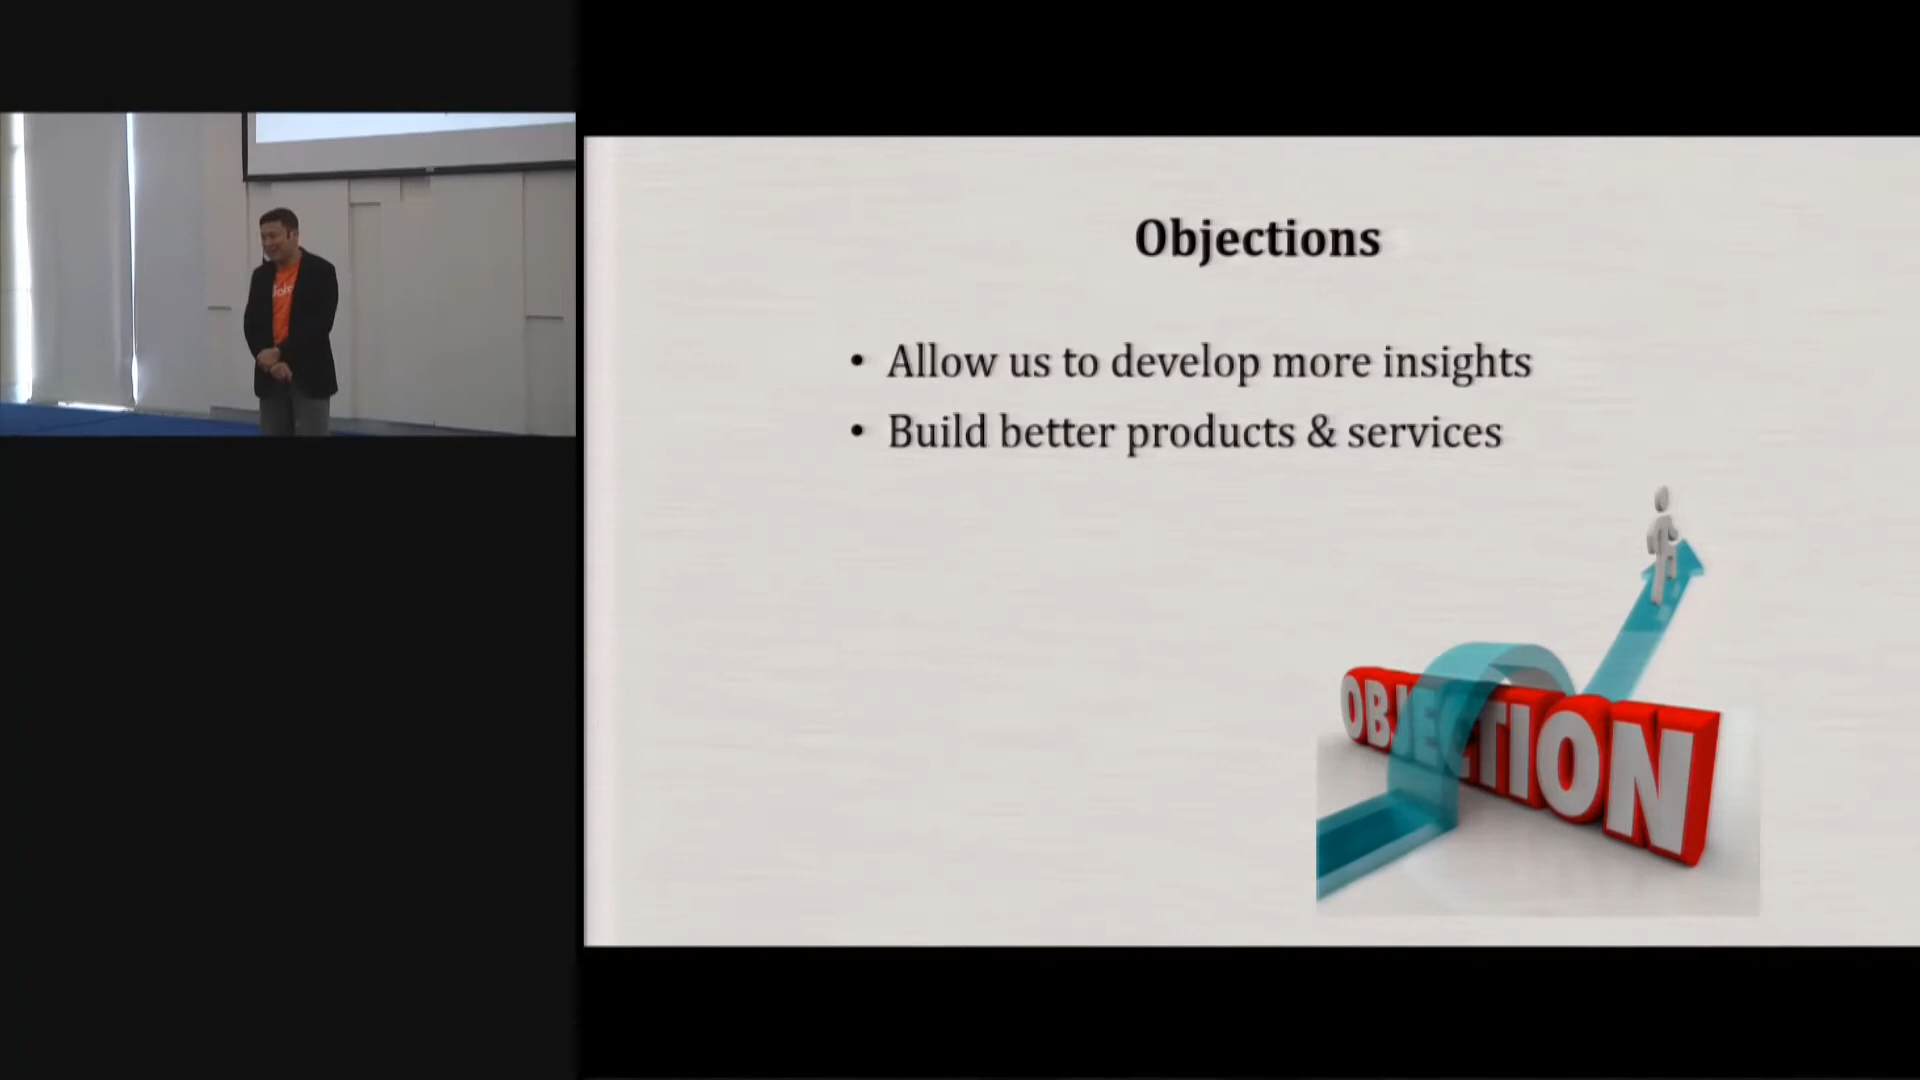 Objections
• Allow us to develop more insights
• Build better products & services
OBJECTION